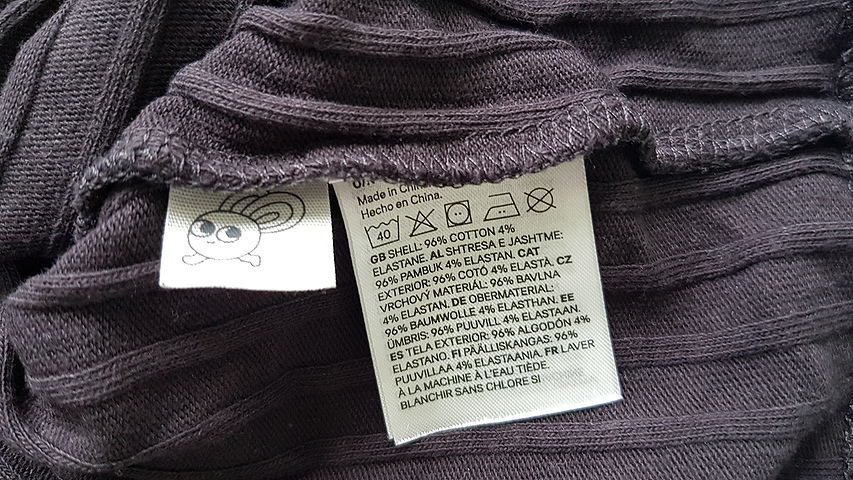 Made in China.
Hecho en China.
40
GB SHELL: 96% COTTON 4%
ELASTANE. AL SHTRESA E JASHTME:
96% PAMBUK 4% ELASTAN. CAT
EXTERIOR: 96% COTÓ 4% ELASTÀ. CZ
VRCHOVÝ MATERIÁL: 96% BAVLNA
4% ELASTAN. DE OBERMATERIAL:
96% BAUMWOLLE 4% ELASTHAN. EE
ÜMBRIS: 96% PUUVILL 4% ELASTAAN.
ES TELA EXTERIOR: 96% ALGODÓN 4%
ELASTANO. FI PÄÄLLISKANGAS: 96%
PUUVILLAA 4% ELASTAANIA. FR LAVER
À LA MACHINE À L'EAU TIÈDE.
BLANCHIR SANS CHLORE SI